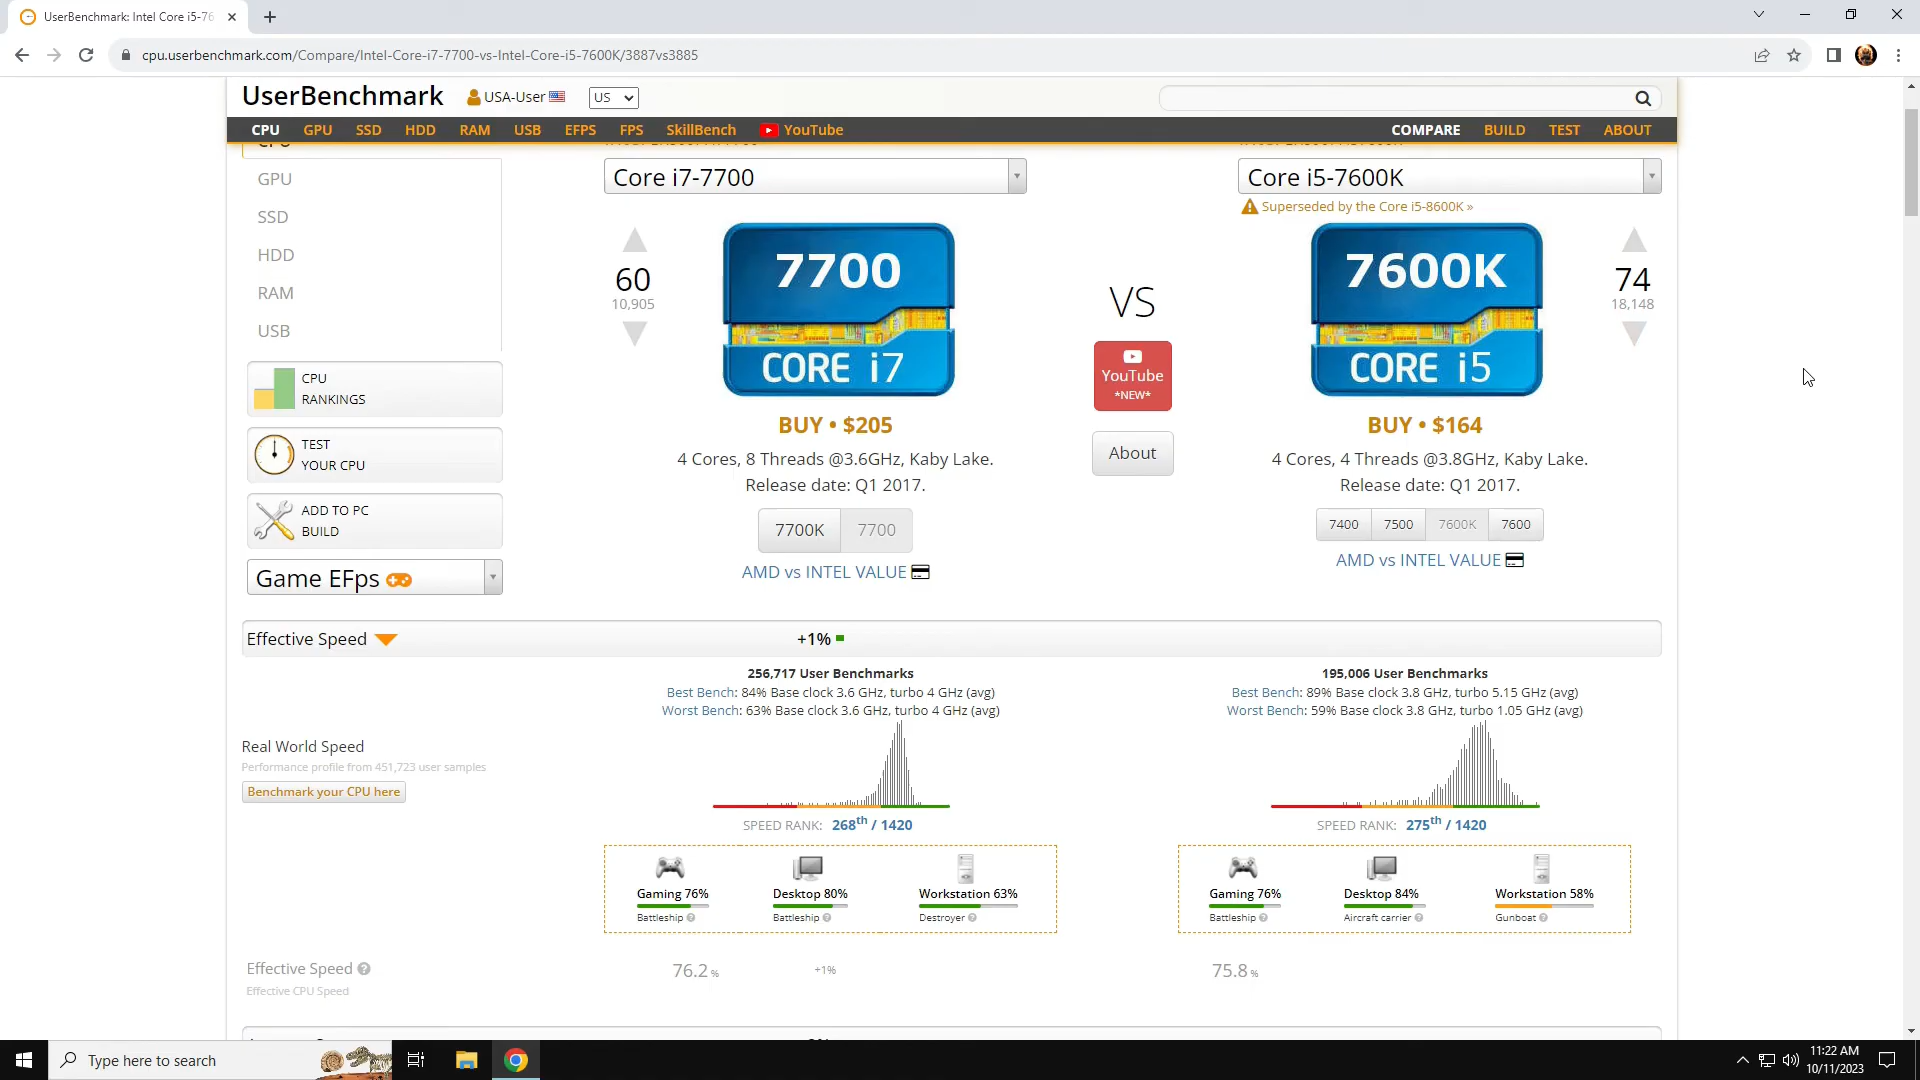 UserBenchmark: Intel Core i5-76
cpu.userbenchmark.com/Compare/Intel-Core-i7-7700-vs-Intel-Core-i5-7600K/3887vs3885
UserBenchmark USA-User US
CPU GPU SSD HDD RAM USB EFPS FPS SkillBench YouTube COMPARE BUILD TEST ABOUT
GPU
SSD
HDD
RAM
USB
CPU
RANKINGS
TEST
YOUR CPU
ADD TO PC
BUILD
Game EFps
Core i7-7700
60
10,905
7700
CORE i7
BUY • $205
4 Cores, 8 Threads @3.6GHz, Kaby Lake.
Release date: Q1 2017.
7700K 7700
AMD vs INTEL VALUE
VS
YouTube
*NEW*
About
Core i5-7600K
Superseded by the Core i5-8600K »
74
18,148
7600K
CORE i5
BUY • $164
4 Cores, 4 Threads @3.8GHz, Kaby Lake.
Release date: Q1 2017.
7400 7500 7600K 7600
AMD vs INTEL VALUE
Effective Speed +1%
Real World Speed
Performance profile from 451,723 user samples
Benchmark your CPU here
256,717 User Benchmarks
Best Bench: 84% Base clock 3.6 GHz, turbo 4 GHz (avg)
Worst Bench: 63% Base clock 3.6 GHz, turbo 4 GHz (avg)
SPEED RANK: 268th / 1420
Gaming 76% Desktop 80% Workstation 63%
Battleship Battleship Destroyer
195,006 User Benchmarks
Best Bench: 89% Base clock 3.8 GHz, turbo 5.15 GHz (avg)
Worst Bench: 59% Base clock 3.8 GHz, turbo 1.05 GHz (avg)
SPEED RANK: 275th / 1420
Gaming 76% Desktop 84% Workstation 58%
Battleship Aircraft carrier Gunboat
Effective Speed 76.2% +1% 75.8%
Effective CPU Speed
Type here to search
11:22 AM
10/11/2023